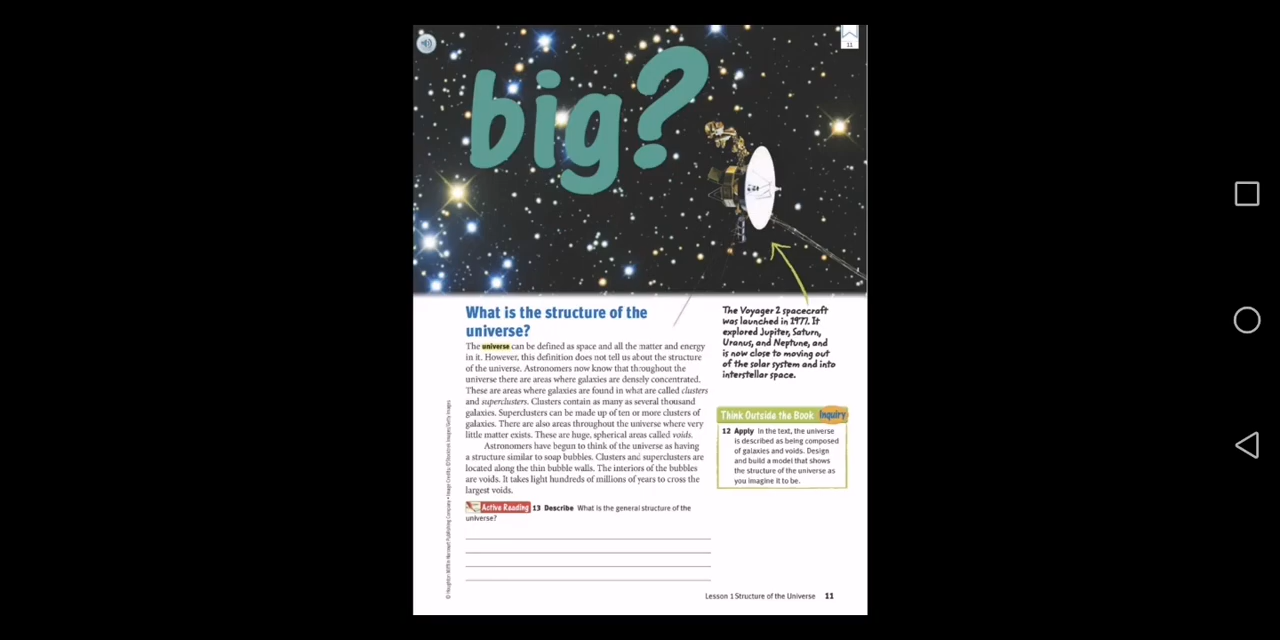 11
big?
What is the structure of the
universe?
The universe can be defined as space and all the matter and energy
in it. However, this definition does not tell us about the structure
of the universe. Astronomers now know that throughout the
universe there are areas where galaxies are densely concentrated.
These are areas where galaxies are found in what are called clusters
and superclusters. Clusters contain as many as several thousand
galaxies. Superclusters can be made up of ten or more clusters of
galaxies. There are also areas throughout the universe where very
little matter exists. These are huge, spherical areas called voids.
Astronomers have begun to think of the universe as having
a structure similar to soap bubbles. Clusters and superclusters are
located along the thin bubble walls. The interiors of the bubbles
are voids. It takes light hundreds of millions of years to cross the
largest voids.
Active Reading 13 Describe What is the general structure of the
universe?
The Voyager 2 spacecraft
was launched in 1977. It
explored Jupiter, Saturn,
Uranus, and Neptune, and
is now close to moving out
of the solar system and into
interstellar space.
Think Outside the Book Inquiry
12 Apply In the text, the universe
is described as being composed
of galaxies and voids. Design
and build a model that shows
the structure of the universe as
you imagine it to be.
© Houghton Mifflin Harcourt Publishing Company • Image Credits:
Lesson 1 Structure of the Universe 11